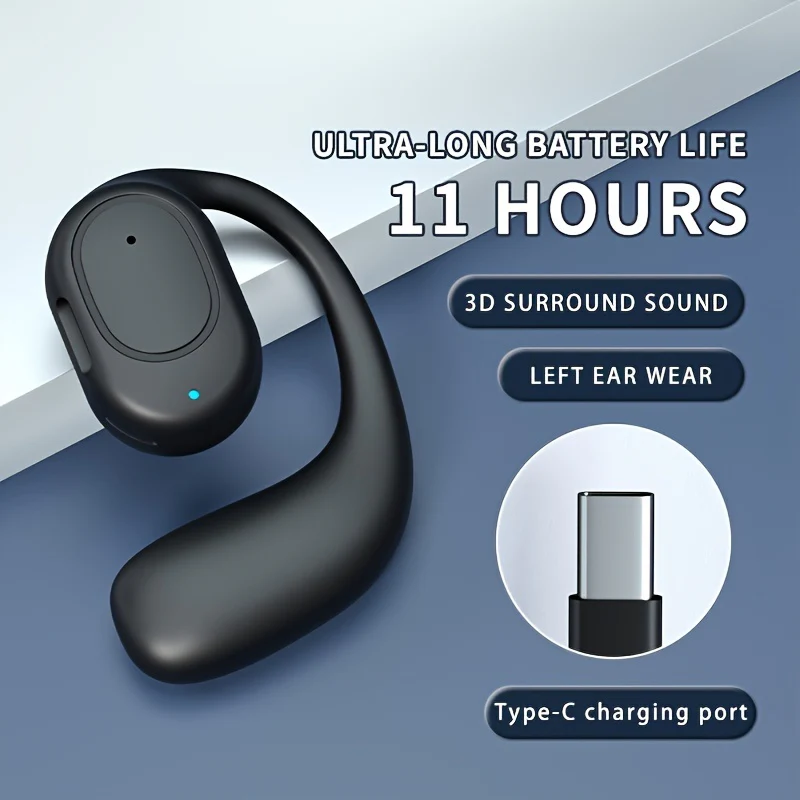 ULTRA-LONG BATTERY LIFE
11 HOURS
3D SURROUND SOUND
LEFT EAR WEAR
Type-C charging port